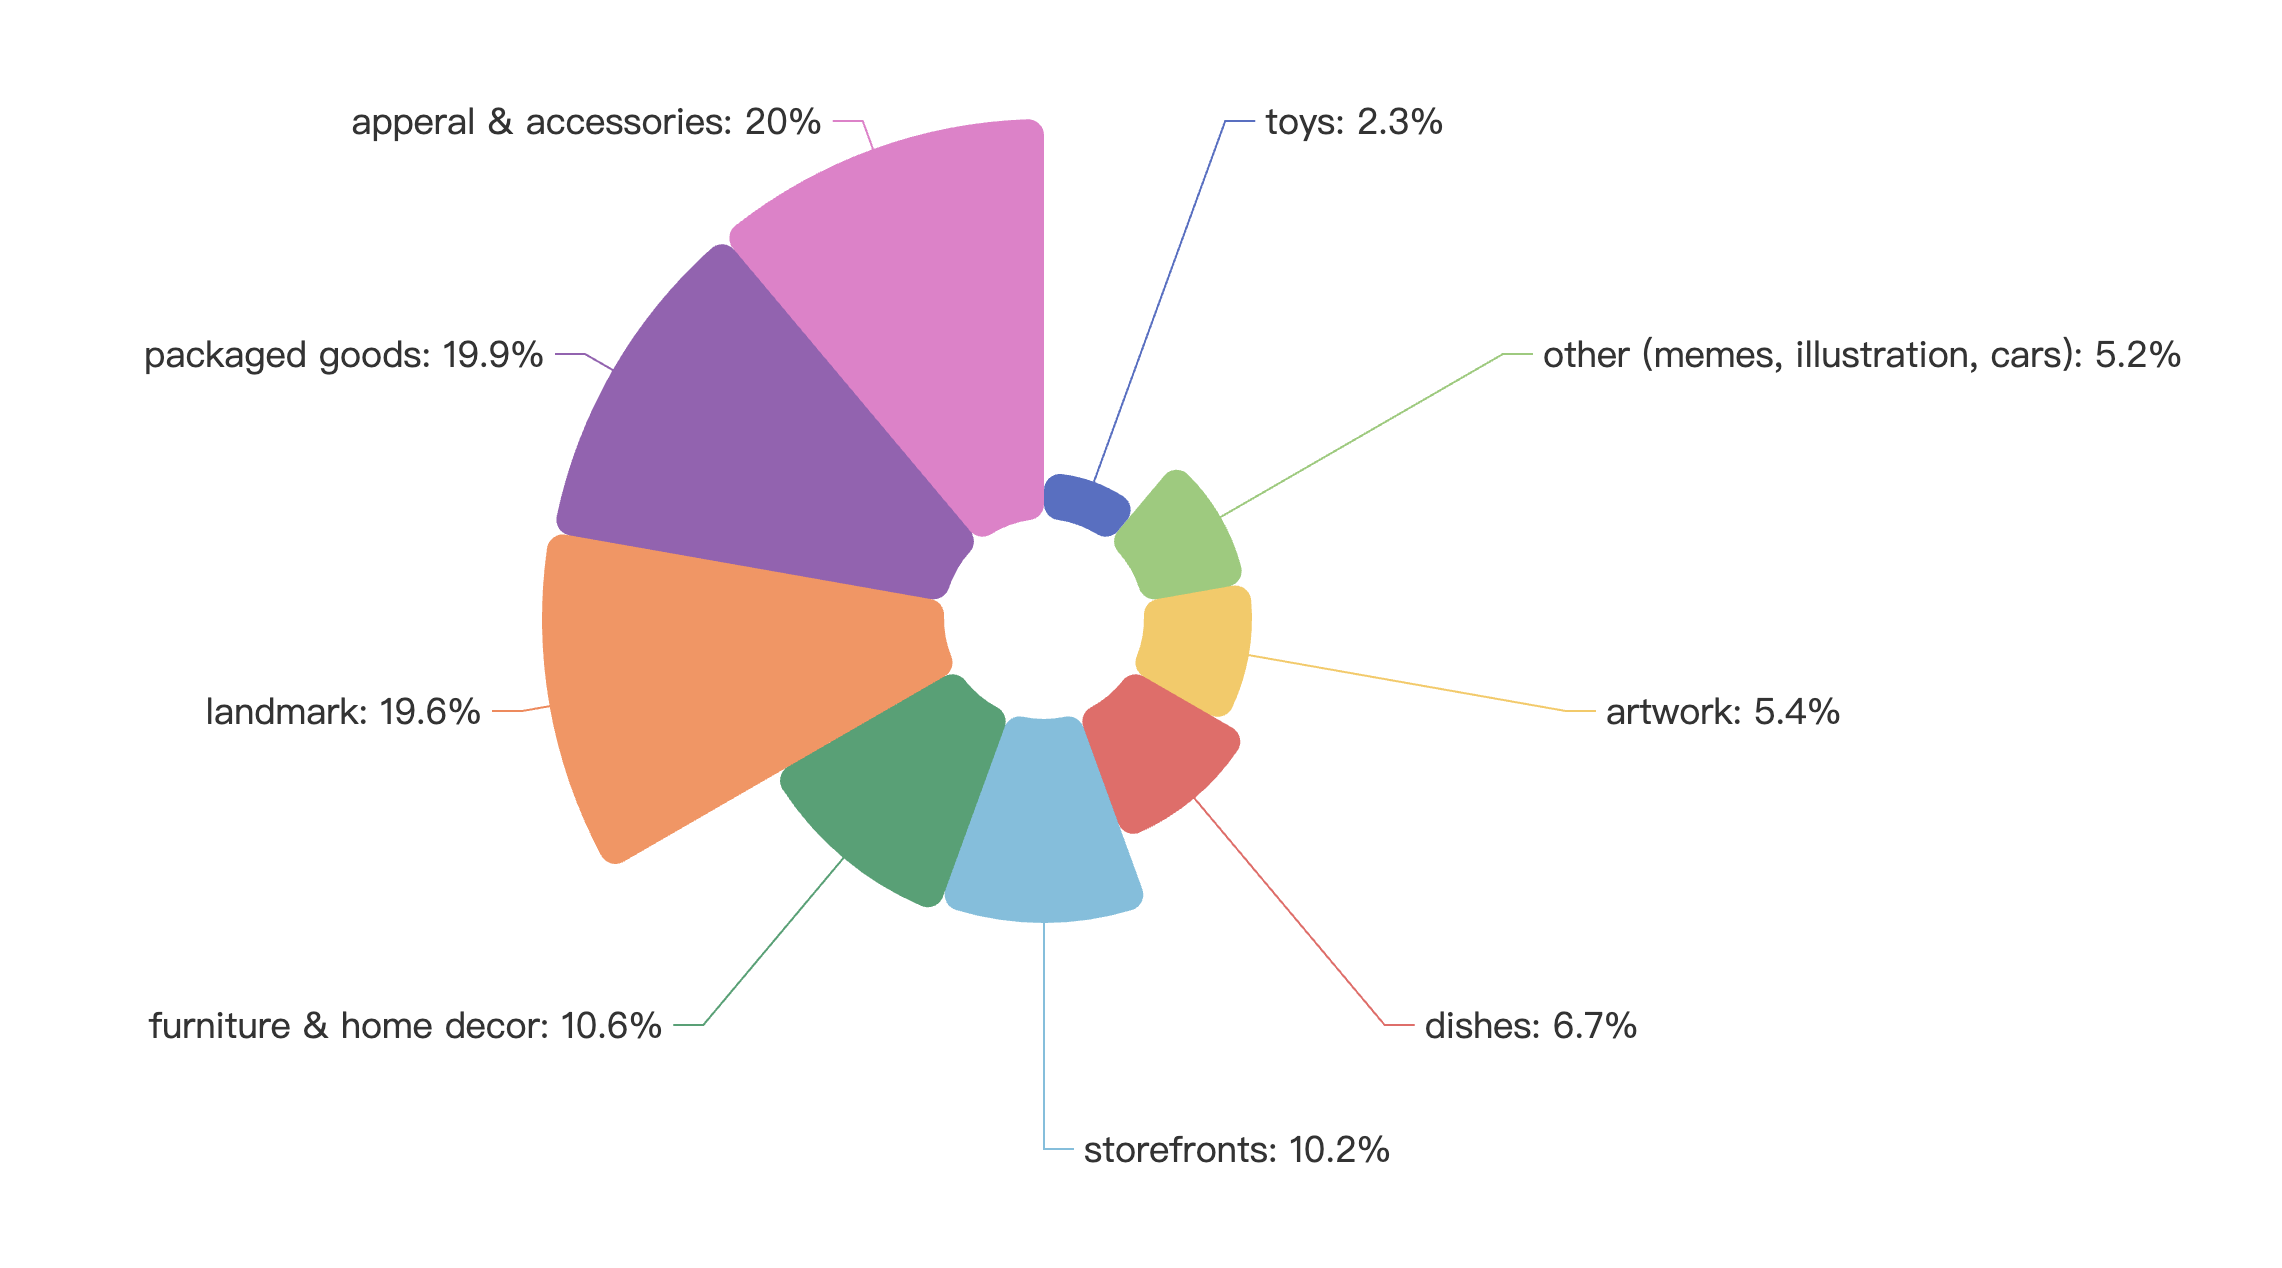 apperal & accessories: 20%
toys: 2.3%
packaged goods: 19.9%
other (memes, illustration, cars): 5.2%
landmark: 19.6%
artwork: 5.4%
furniture & home decor: 10.6%
dishes: 6.7%
storefronts: 10.2%